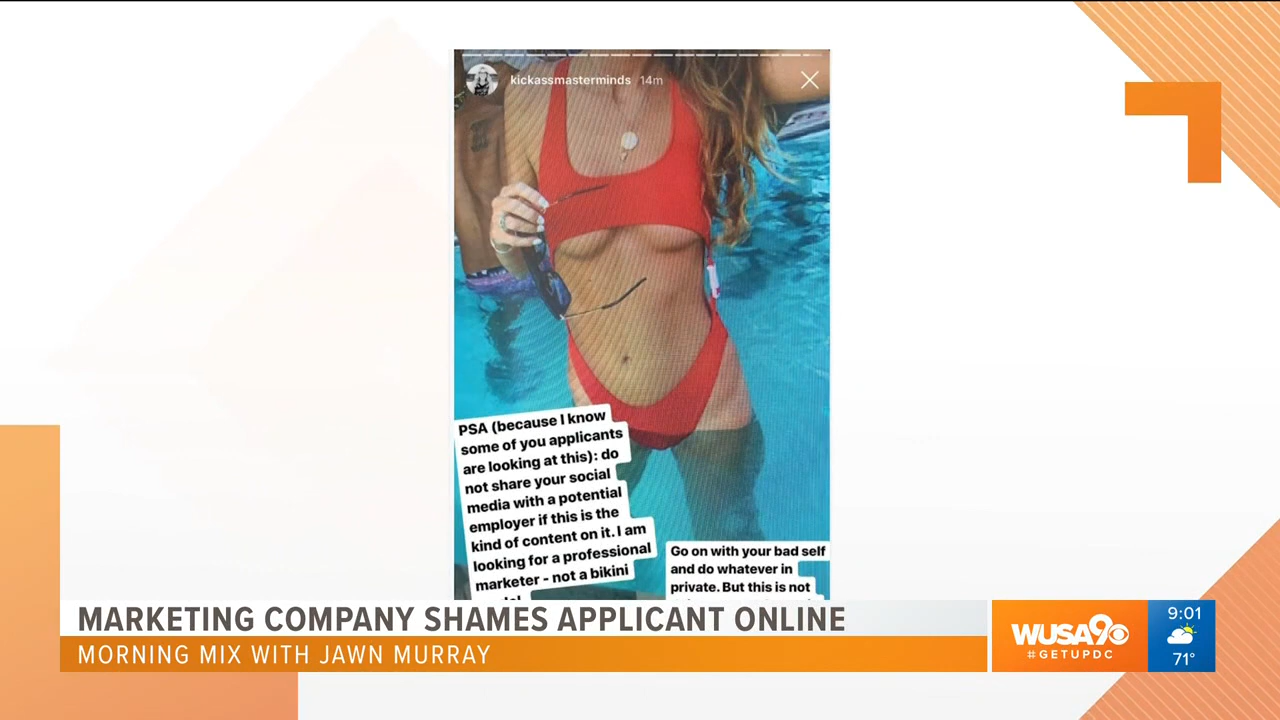 kickassmasterminds 14m
PSA (because I know
some of you applicants
are looking at this): do
not share your social
media with a potential
employer if this is the
kind of content on it. I am
looking for a professional
marketer - not a bikini
Go on with your bad self
and do whatever in
private. But this is not
MARKETING COMPANY SHAMES APPLICANT ONLINE
MORNING MIX WITH JAWN MURRAY
WUSA9
#GETUPDC
9:01
71°